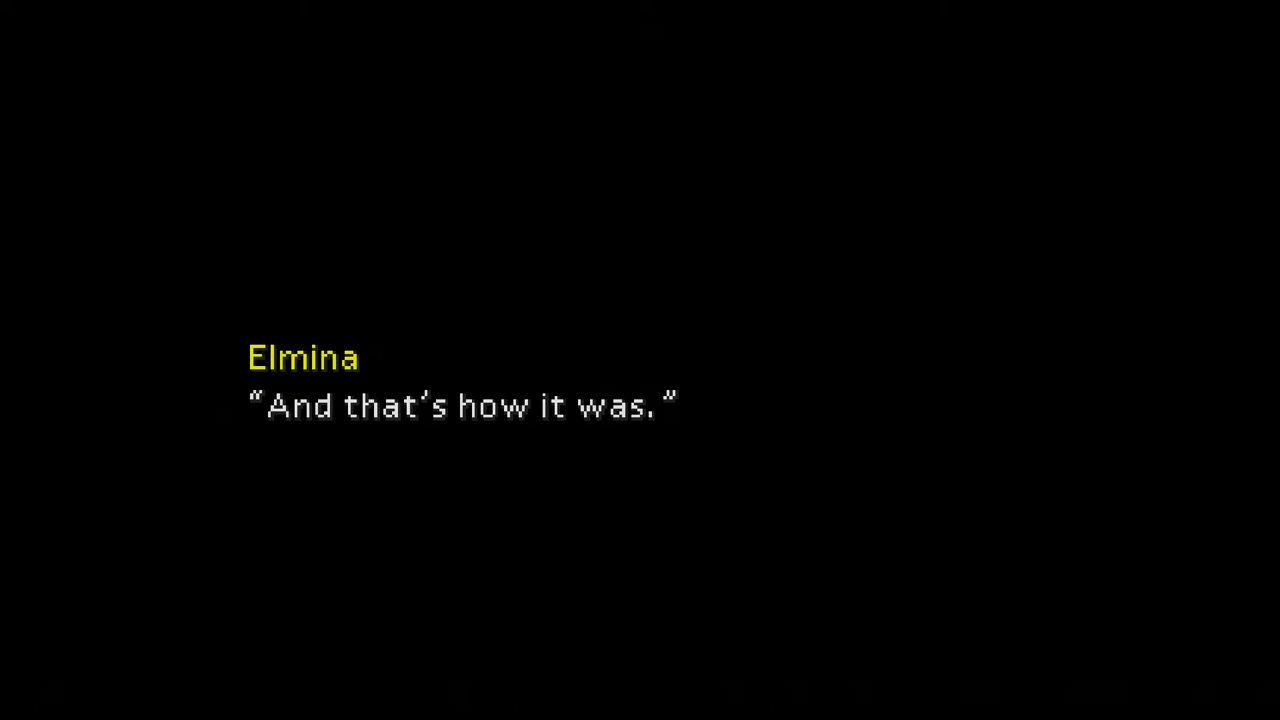 Elmina
“And that’s how it was.”